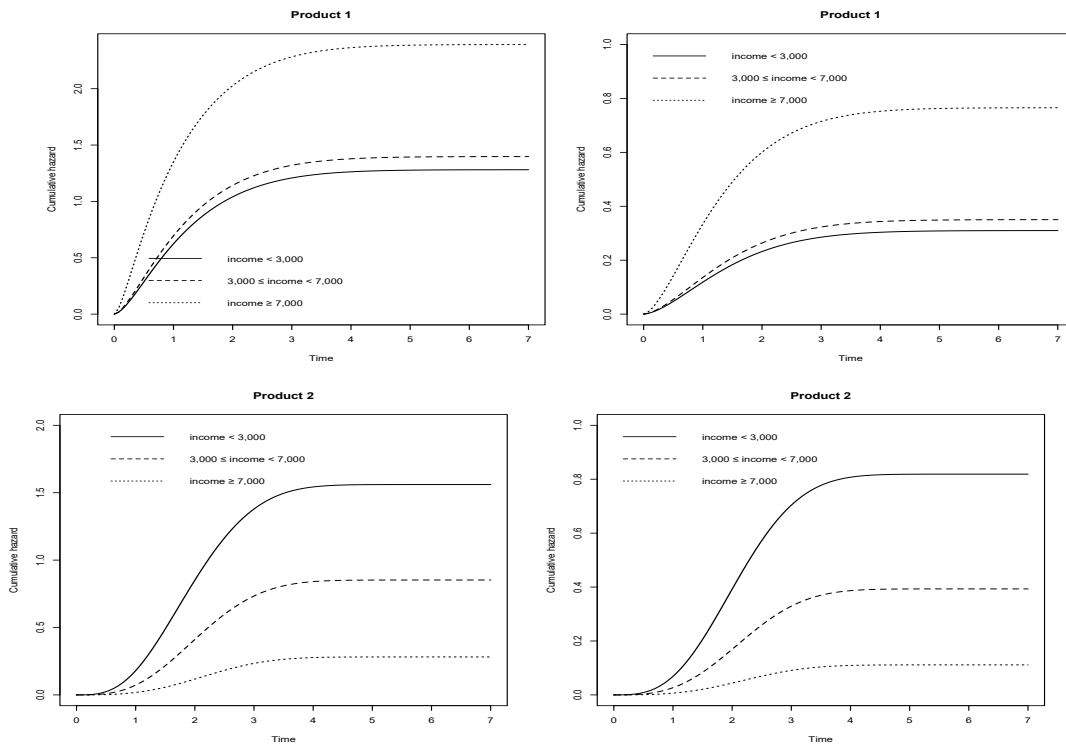 Product 1
Cumulative hazard
0.0 0.5 1.0 1.5 2.0
income < 3,000
3,000 ≤ income < 7,000
income ≥ 7,000
0 1 2 3 4 5 6 7
Time
Product 1
Cumulative hazard
0.0 0.2 0.4 0.6 0.8 1.0
income < 3,000
3,000 ≤ income < 7,000
income ≥ 7,000
0 1 2 3 4 5 6 7
Time
Product 2
Cumulative hazard
0.0 0.5 1.0 1.5 2.0
income < 3,000
3,000 ≤ income < 7,000
income ≥ 7,000
0 1 2 3 4 5 6 7
Time
Product 2
Cumulative hazard
0.0 0.2 0.4 0.6 0.8 1.0
income < 3,000
3,000 ≤ income < 7,000
income ≥ 7,000
0 1 2 3 4 5 6 7
Time